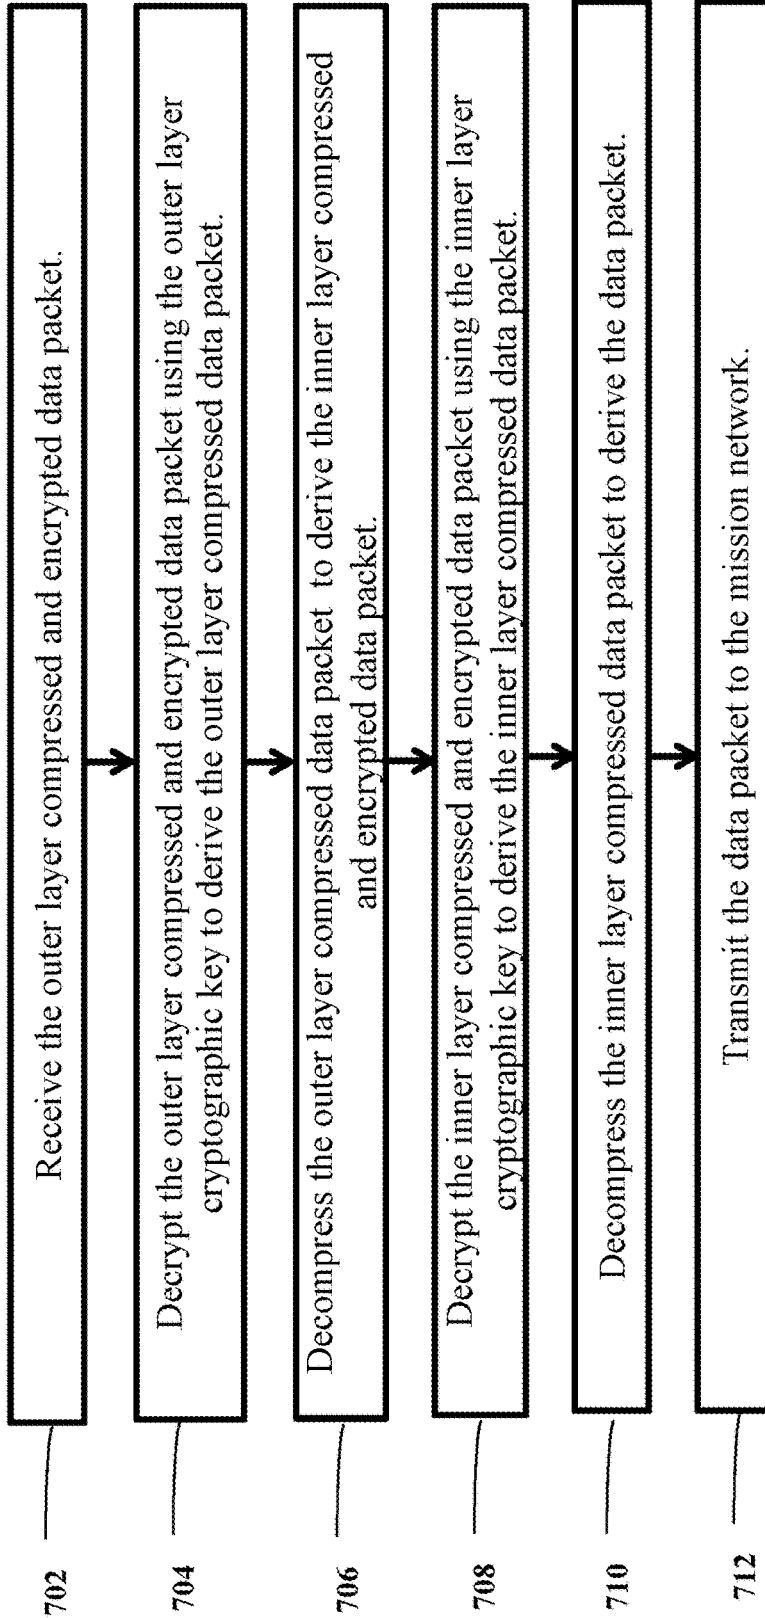 702
Receive the outer layer compressed and encrypted data packet.
704
Decrypt the outer layer compressed and encrypted data packet using the outer layer
cryptographic key to derive the outer layer compressed data packet.
706
Decompress the outer layer compressed data packet to derive the inner layer compressed
and encrypted data packet.
708
Decrypt the inner layer compressed and encrypted data packet using the inner layer
cryptographic key to derive the inner layer compressed data packet.
710
Decompress the inner layer compressed data packet to derive the data packet.
712
Transmit the data packet to the mission network.